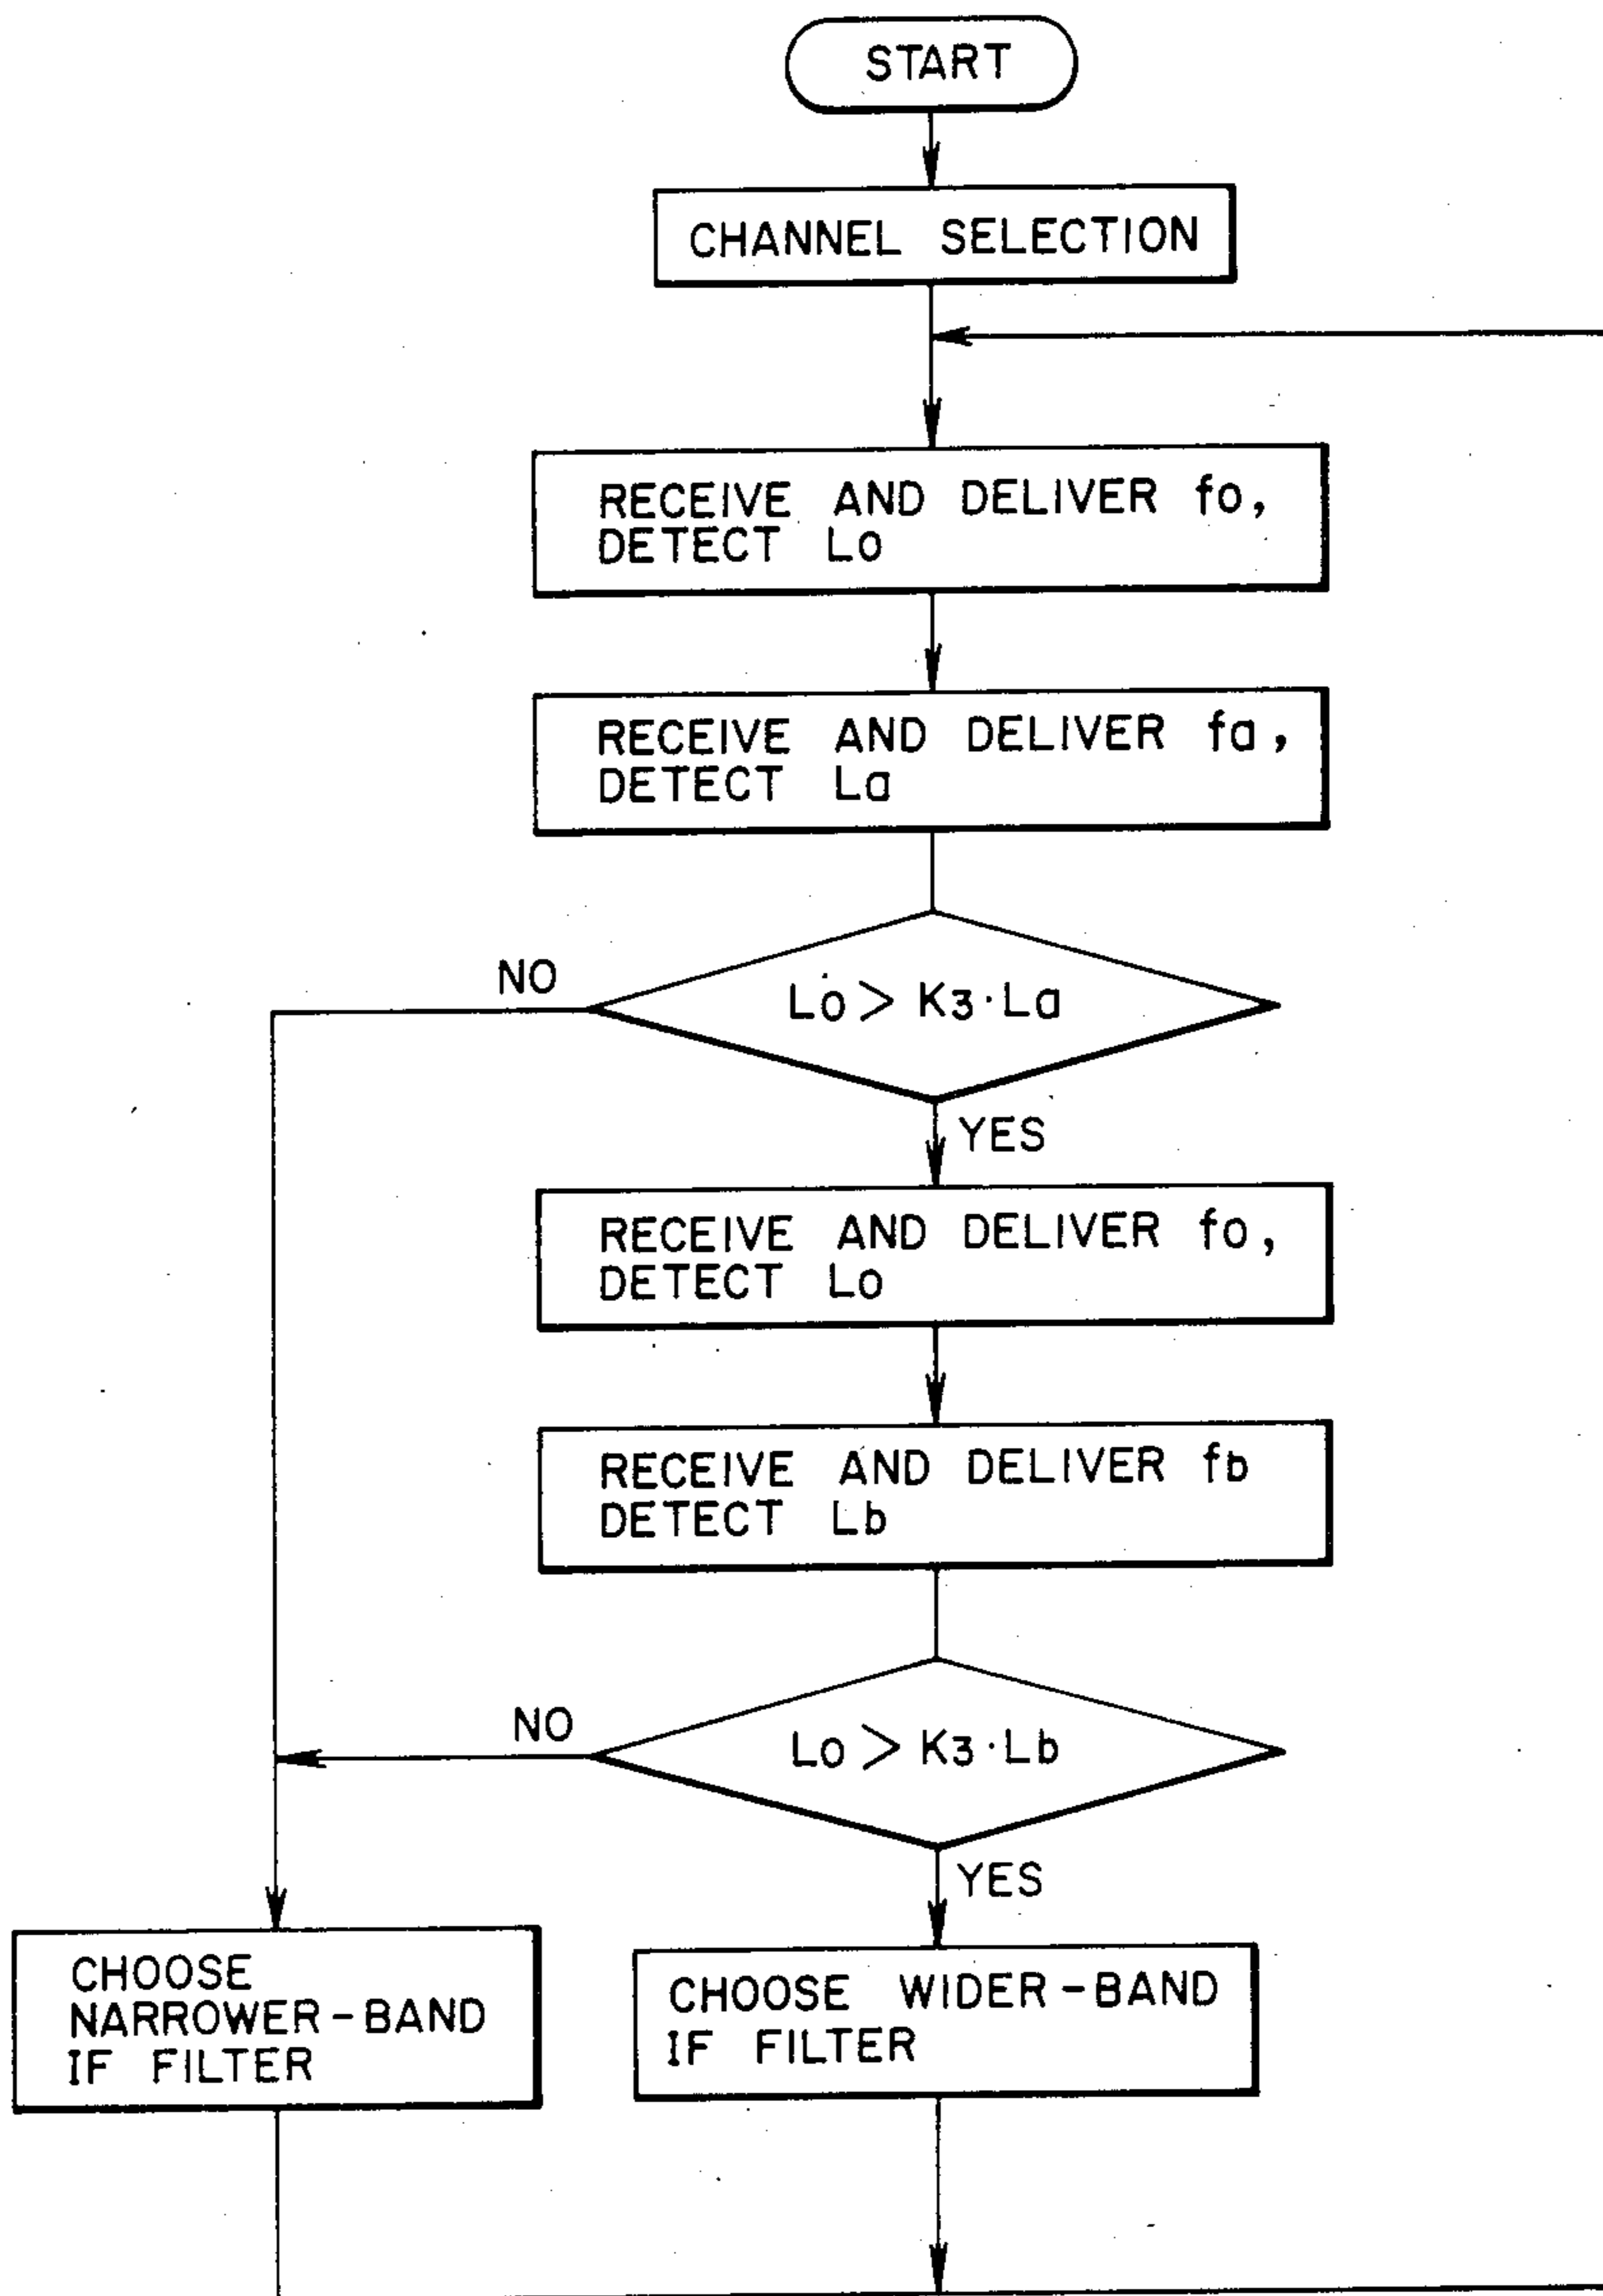 START
CHANNEL SELECTION
RECEIVE AND DELIVER fo,
DETECT Lo
RECEIVE AND DELIVER fa,
DETECT La
NO
Lo > K3·La
YES
RECEIVE AND DELIVER fo,
DETECT Lo
RECEIVE AND DELIVER fb
DETECT Lb
NO
Lo > K3·Lb
YES
CHOOSE
NARROWER-BAND
IF FILTER
CHOOSE WIDER-BAND
IF FILTER